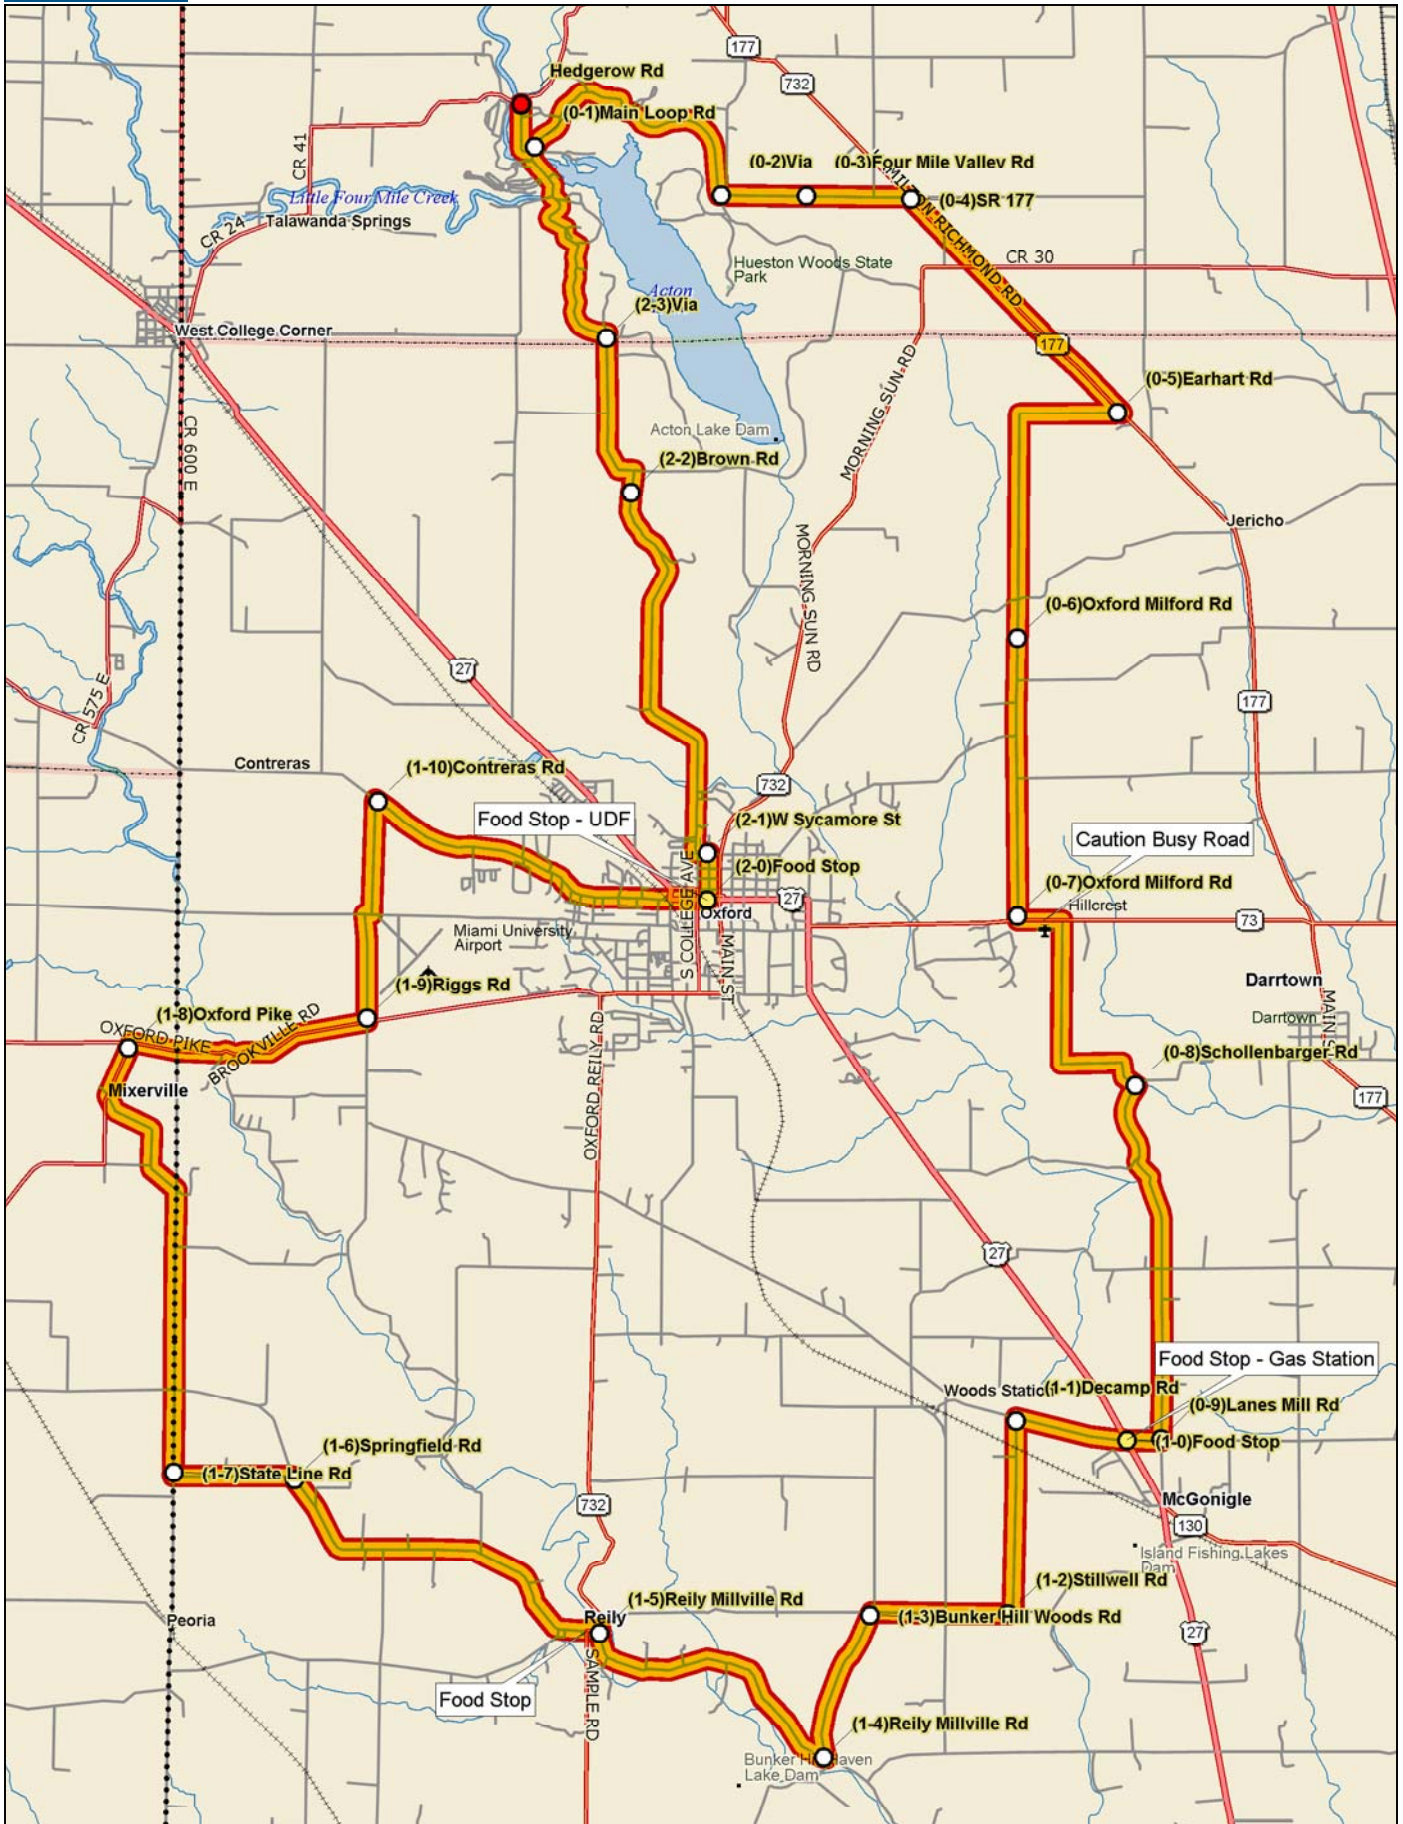 177
Hedgerow Rd
732
(0-1)Main Loop Rd
CR 41
(0-2)Via
(0-3)Four Mile Valley Rd
Little Four Mile Creek
(0-4)SR 177
Talawanda Springs
CR 24
RICHMOND RD
CR 30
Hueston Woods State
Park
Acton
(2-3)Via
West College Corner
177
MORNING SUN RD
(0-5)Earhart Rd
CR 600 E
Acton Lake Dam
(2-2)Brown Rd
Jericho
MORNING SUN RD
(0-6)Oxford Milford Rd
27
CR 575 E
177
Contreras
(1-10)Contreras Rd
732
Food Stop - UDF
(2-1)W Sycamore St
Caution Busy Road
(2-0)Food Stop
(0-7)Oxford Milford Rd
S COLLEGE AVE
27
Hillcrest
Oxford
73
Miami University
Airport
MAIN ST
(1-9)Riggs Rd
Darrtown
(1-8)Oxford Pike
Darrtown
MAIN S
OXFORD PIKE
BROOKVILLE RD
OXFORD REILY RD
(0-8)Schollenbarger Rd
Mixerville
177
27
Food Stop - Gas Station
Woods Static
(1-1)Decamp Rd
(0-9)Lanes Mill Rd
(1-6)Springfield Rd
(1-0)Food Stop
(1-7)State Line Rd
732
McGonigle
130
Island Fishing Lakes
Dam
(1-2)Stillwell Rd
(1-5)Reily Millville Rd
Peoria
Reily
(1-3)Bunker Hill Woods Rd
27
SAMPLE RD
Food Stop
(1-4)Reily Millville Rd
Bunker Hill Haven
Lake Dam